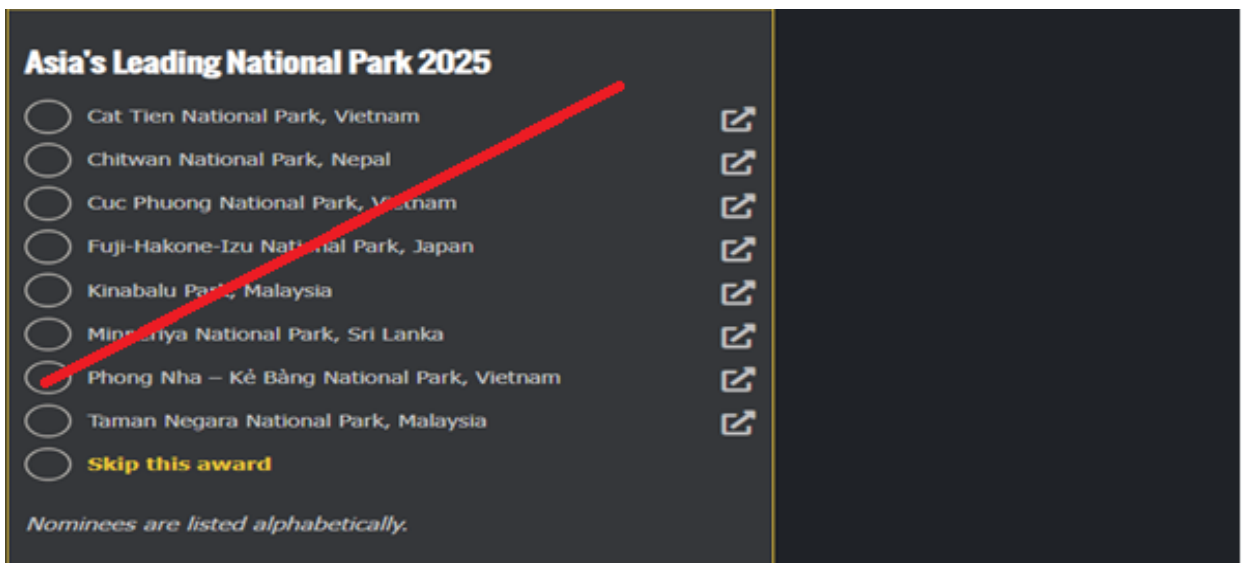 Asia's Leading National Park 2025
Cat Tien National Park, Vietnam
Chitwan National Park, Nepal
Cuc Phuong National Park, Vietnam
Fuji-Hakone-Izu National Park, Japan
Kinabalu Park, Malaysia
Minneriya National Park, Sri Lanka
Phong Nha – Kẻ Bàng National Park, Vietnam
Taman Negara National Park, Malaysia
Skip this award
Nominees are listed alphabetically.